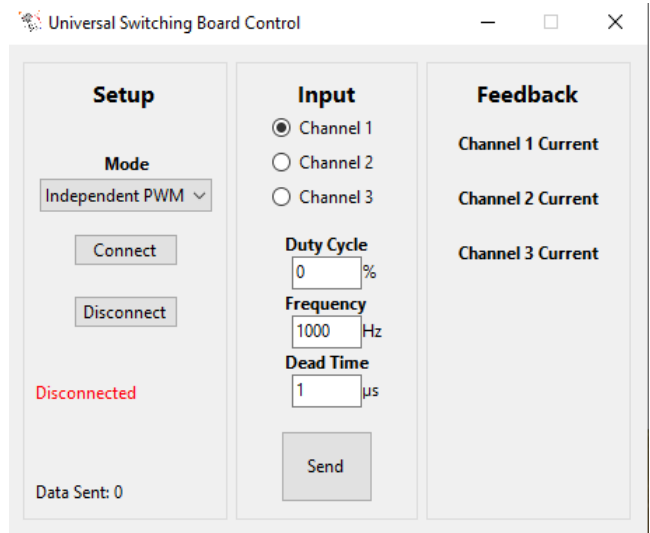 Universal Switching Board Control
Setup
Mode
Independent PWM
Connect
Disconnect
Disconnected
Data Sent: 0
Input
Channel 1
Channel 2
Channel 3
Duty Cycle
0 %
Frequency
1000 Hz
Dead Time
1 µs
Send
Feedback
Channel 1 Current
Channel 2 Current
Channel 3 Current